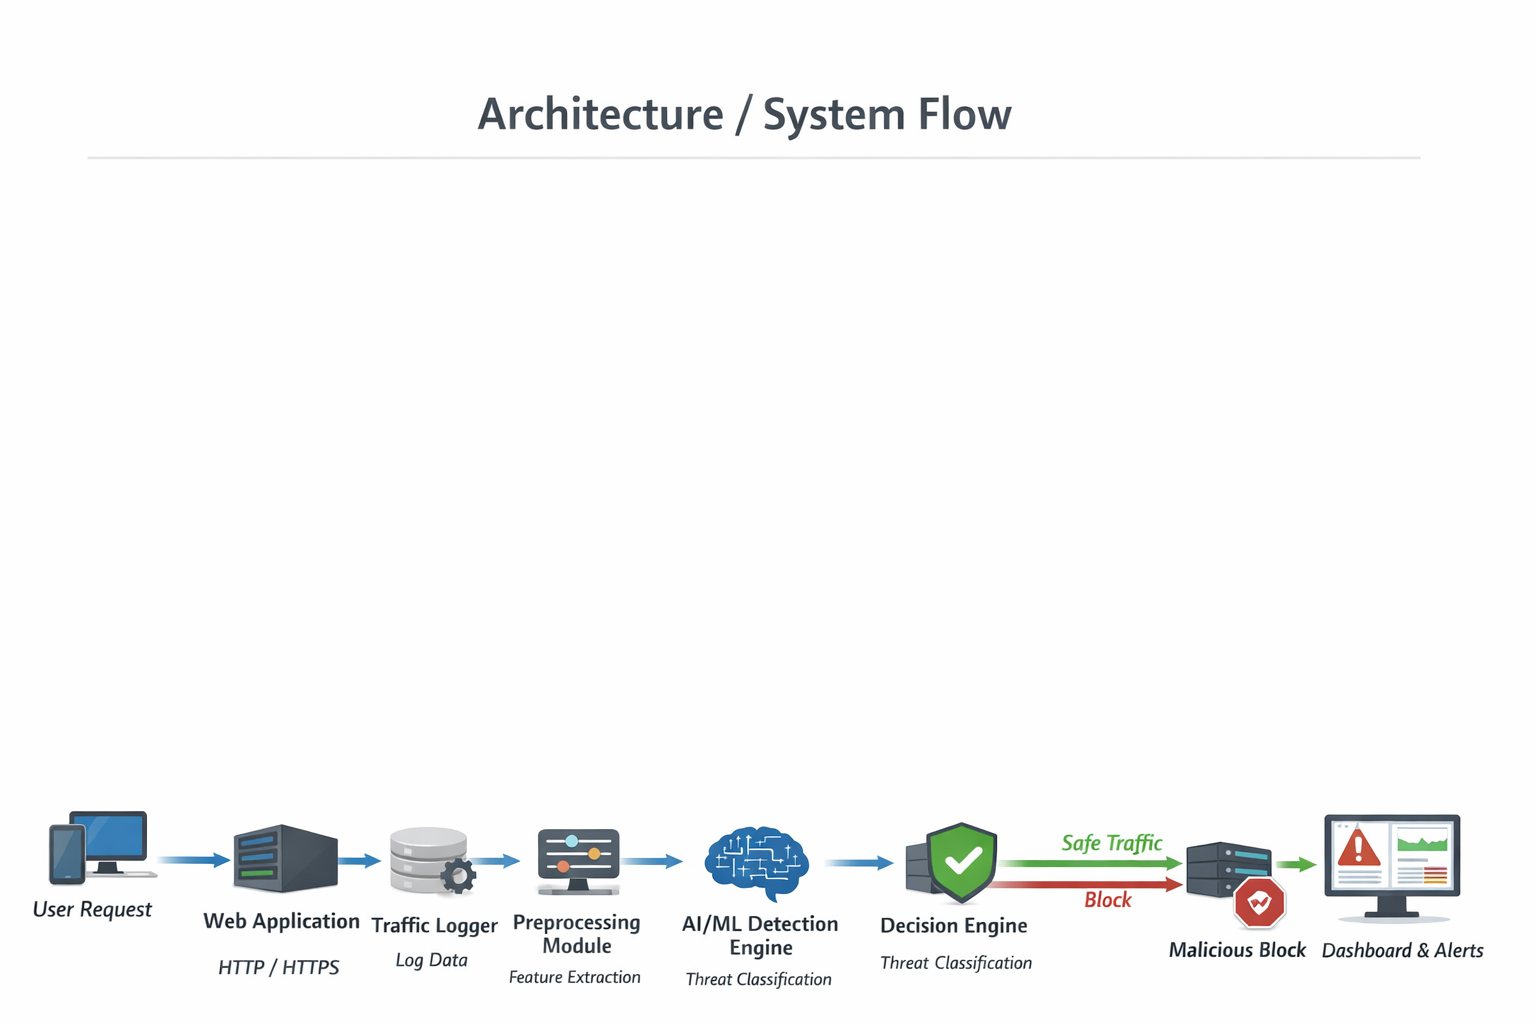 Architecture / System Flow
User Request
Web Application
HTTP / HTTPS
Traffic Logger
Log Data
Preprocessing
Module
Feature Extraction
AI/ML Detection
Engine
Threat Classification
Decision Engine
Threat Classification
Safe Traffic
Block
Malicious Block
Dashboard & Alerts